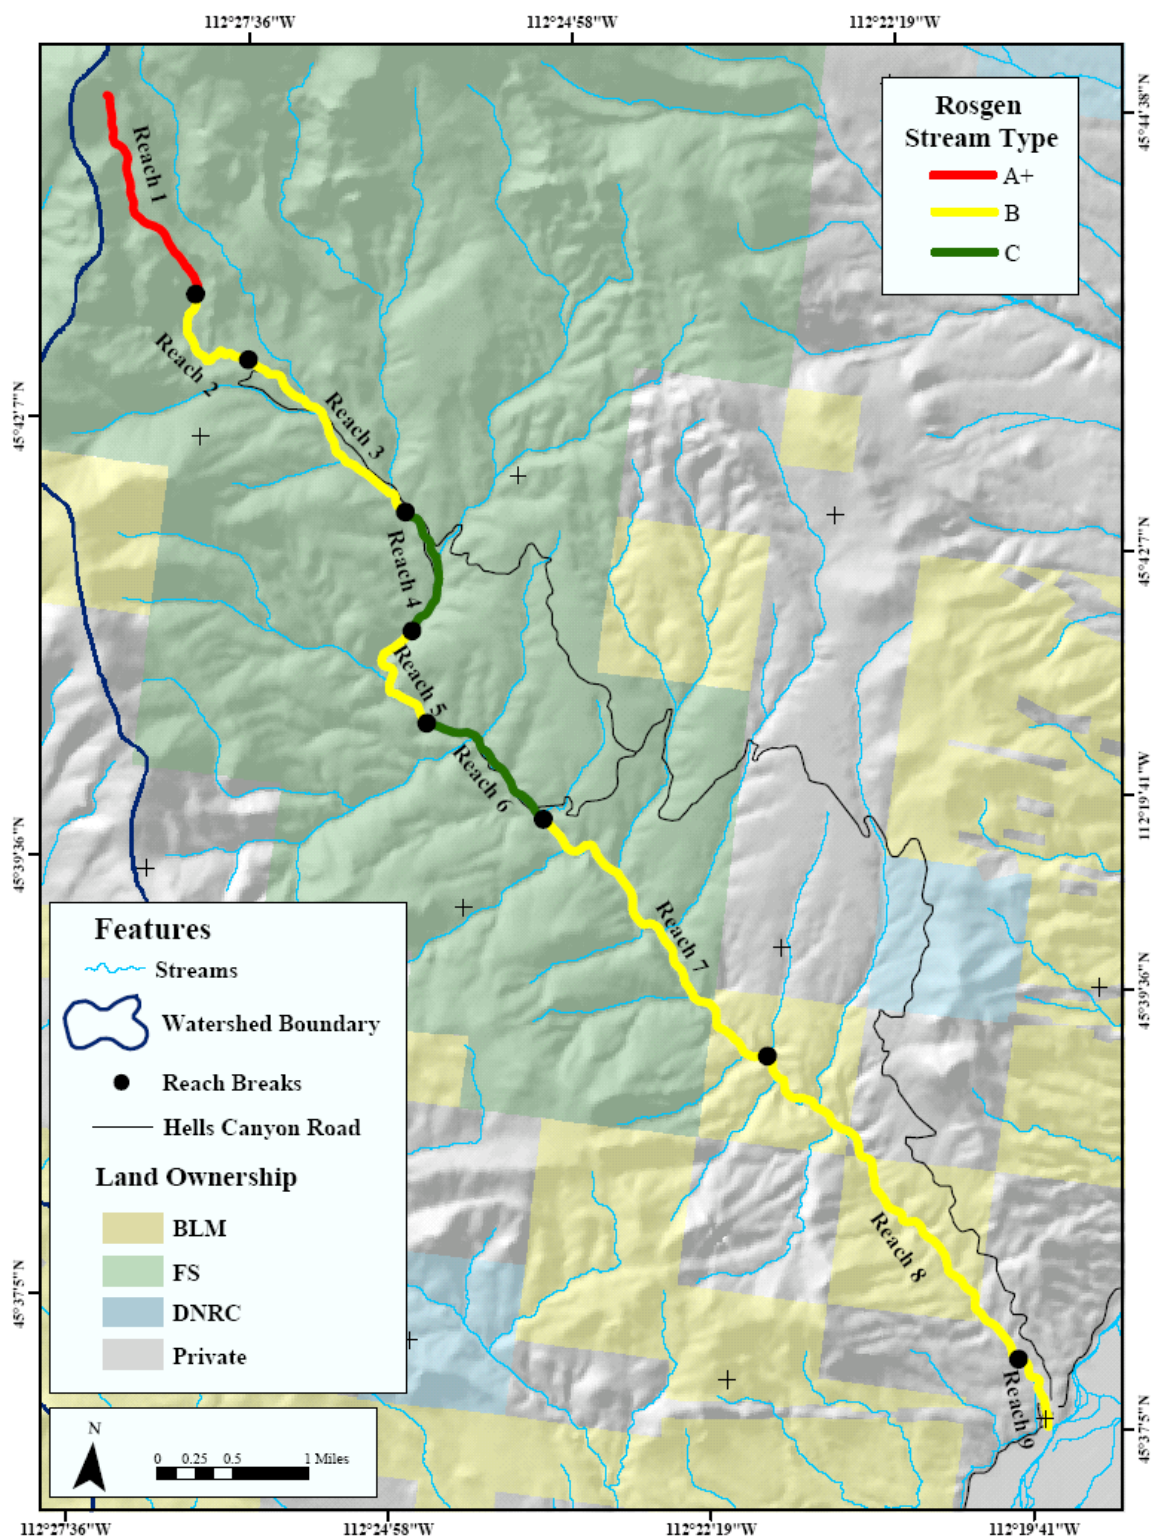 112°27'36"W
112°24'58"W
112°22'19"W
45°44'38"N
Rosgen
Stream Type
A+
B
C
Reach 1
Reach 2
Reach 3
45°42'7"N
45°42'7"N
Reach 4
Reach 5
Reach 6
112°19'41"W
45°39'36"N
Reach 7
45°39'36"N
Features
Streams
Watershed Boundary
Reach Breaks
Hells Canyon Road
Land Ownership
BLM
FS
DNRC
Private
Reach 8
45°37'5"N
Reach 9
45°37'5"N
N
0 0.25 0.5 1 Miles
112°27'36"W
112°24'58"W
112°22'19"W
112°19'41"W